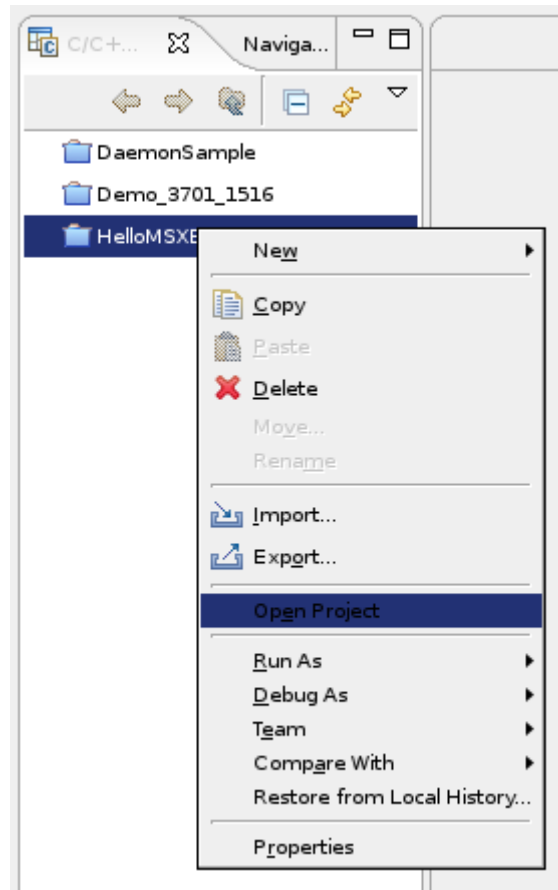 C/C+... Naviga...
DaemonSample
Demo_3701_1516
HelloMSXE
New
Copy
Paste
Delete
Move...
Rename
Import...
Export...
Open Project
Run As
Debug As
Team
Compare With
Restore from Local History...
Properties